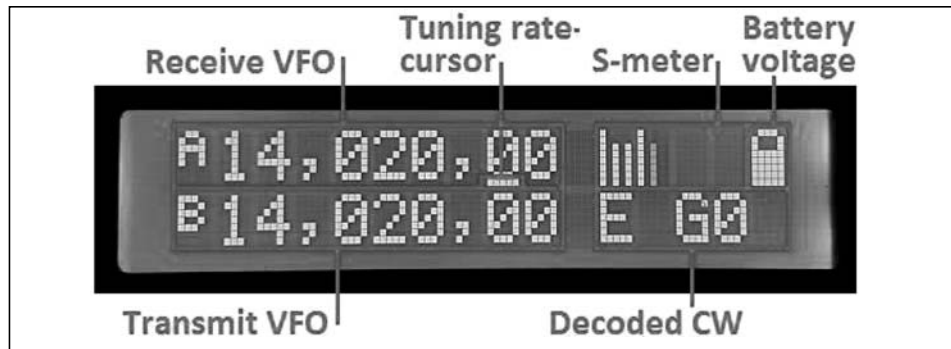 Receive VFO
Tuning rate-
cursor
S-meter
Battery
voltage
A 14,020,00
B 14,020,00
E G0
Transmit VFO
Decoded CW